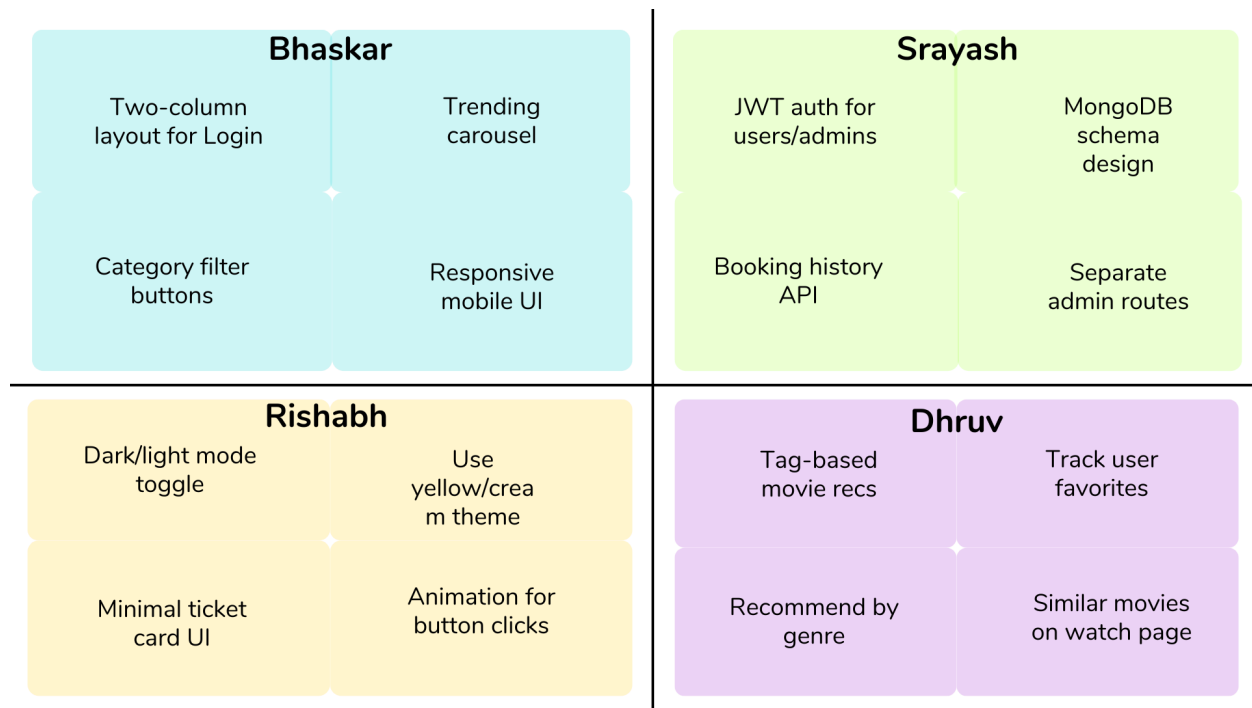 Bhaskar
Two-column
layout for Login
Trending
carousel
Category filter
buttons
Responsive
mobile UI
Srayash
JWT auth for
users/admins
MongoDB
schema
design
Booking history
API
Separate
admin routes
Rishabh
Dark/light mode
toggle
Use
yellow/crea
m theme
Minimal ticket
card UI
Animation for
button clicks
Dhruv
Tag-based
movie recs
Track user
favorites
Recommend by
genre
Similar movies
on watch page